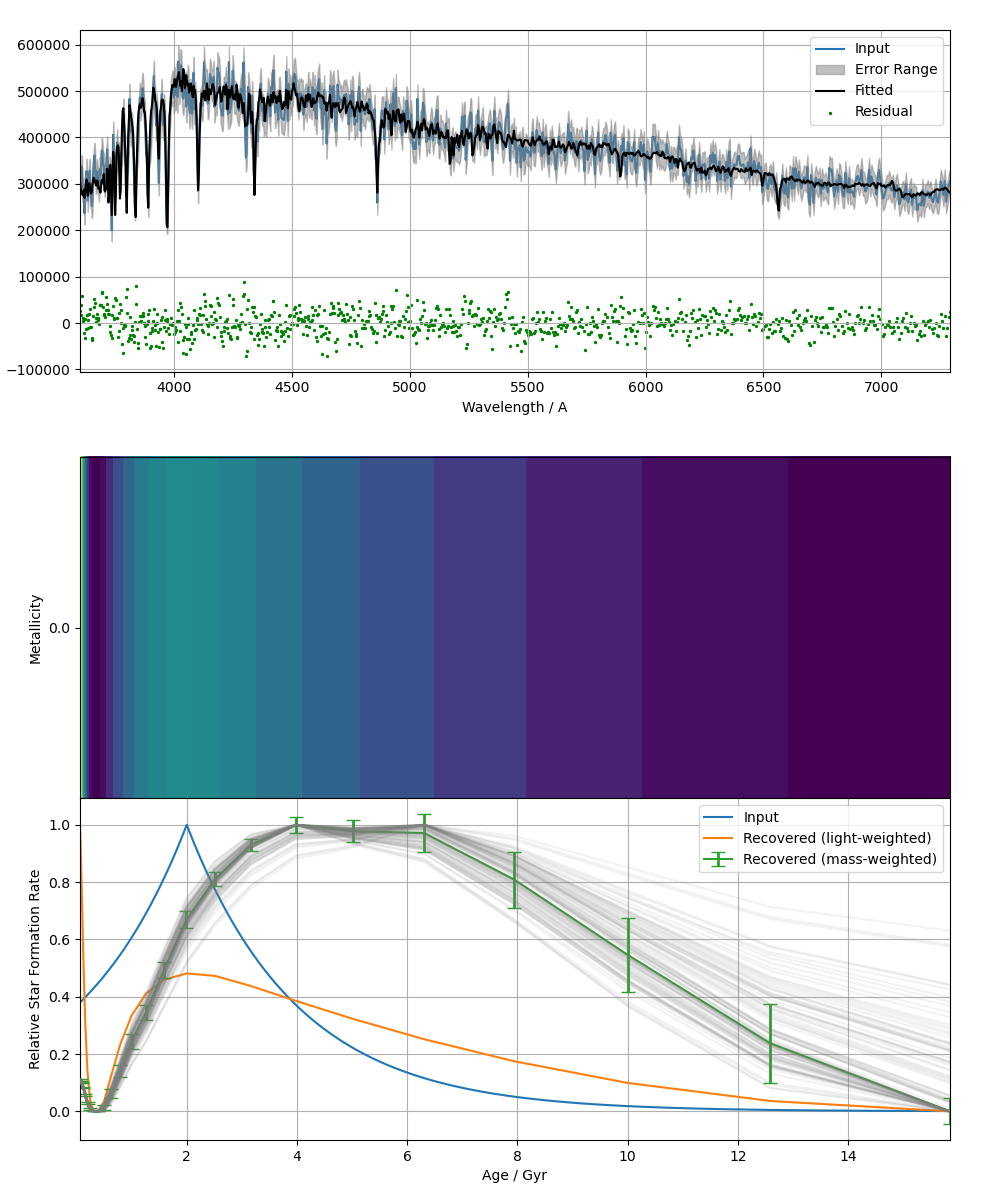 600000
500000
400000
300000
200000
100000
0
−100000
4000 4500 5000 5500 6000 6500 7000
Wavelength / A
Input
Error Range
Fitted
Residual
Metallicity
0.0
Relative Star Formation Rate
1.0
0.8
0.6
0.4
0.2
0.0
Input
Recovered (light-weighted)
Recovered (mass-weighted)
2 4 6 8 10 12 14
Age / Gyr